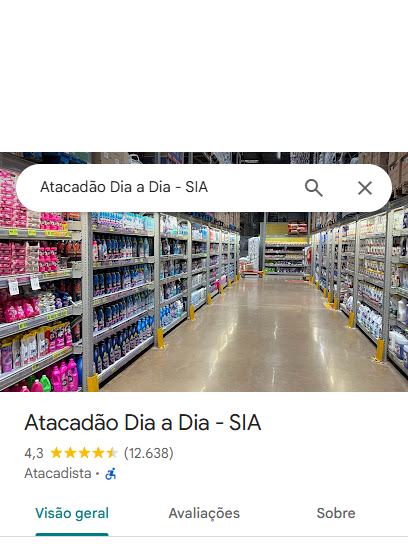 Atacadão Dia a Dia - SIA
Atacadão Dia a Dia - SIA
4,3 (12.638)
Atacadista ·
Visão geral Avaliações Sobre